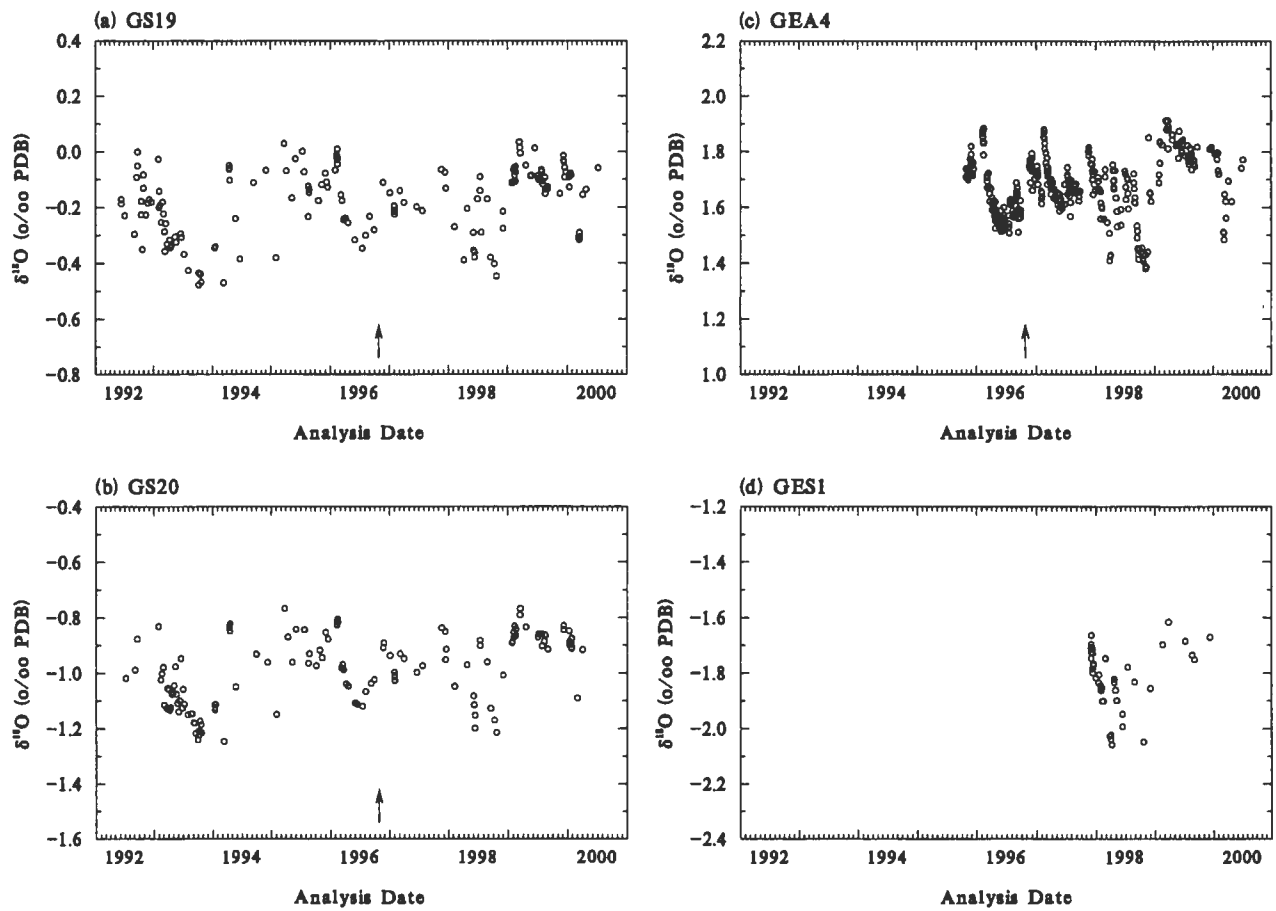 (a) GS19
0.4
0.2
0.0
−0.2
−0.4
−0.6
−0.8
δ¹⁸O (o/oo PDB)
1992 1994 1996 1998 2000
Analysis Date
(c) GEA4
2.2
2.0
1.8
1.6
1.4
1.2
1.0
δ¹⁸O (o/oo PDB)
1992 1994 1996 1998 2000
Analysis Date
(b) GS20
−0.4
−0.6
−0.8
−1.0
−1.2
−1.4
−1.6
δ¹⁸O (o/oo PDB)
1992 1994 1996 1998 2000
Analysis Date
(d) GES1
−1.2
−1.4
−1.6
−1.8
−2.0
−2.2
−2.4
δ¹⁸O (o/oo PDB)
1992 1994 1996 1998 2000
Analysis Date